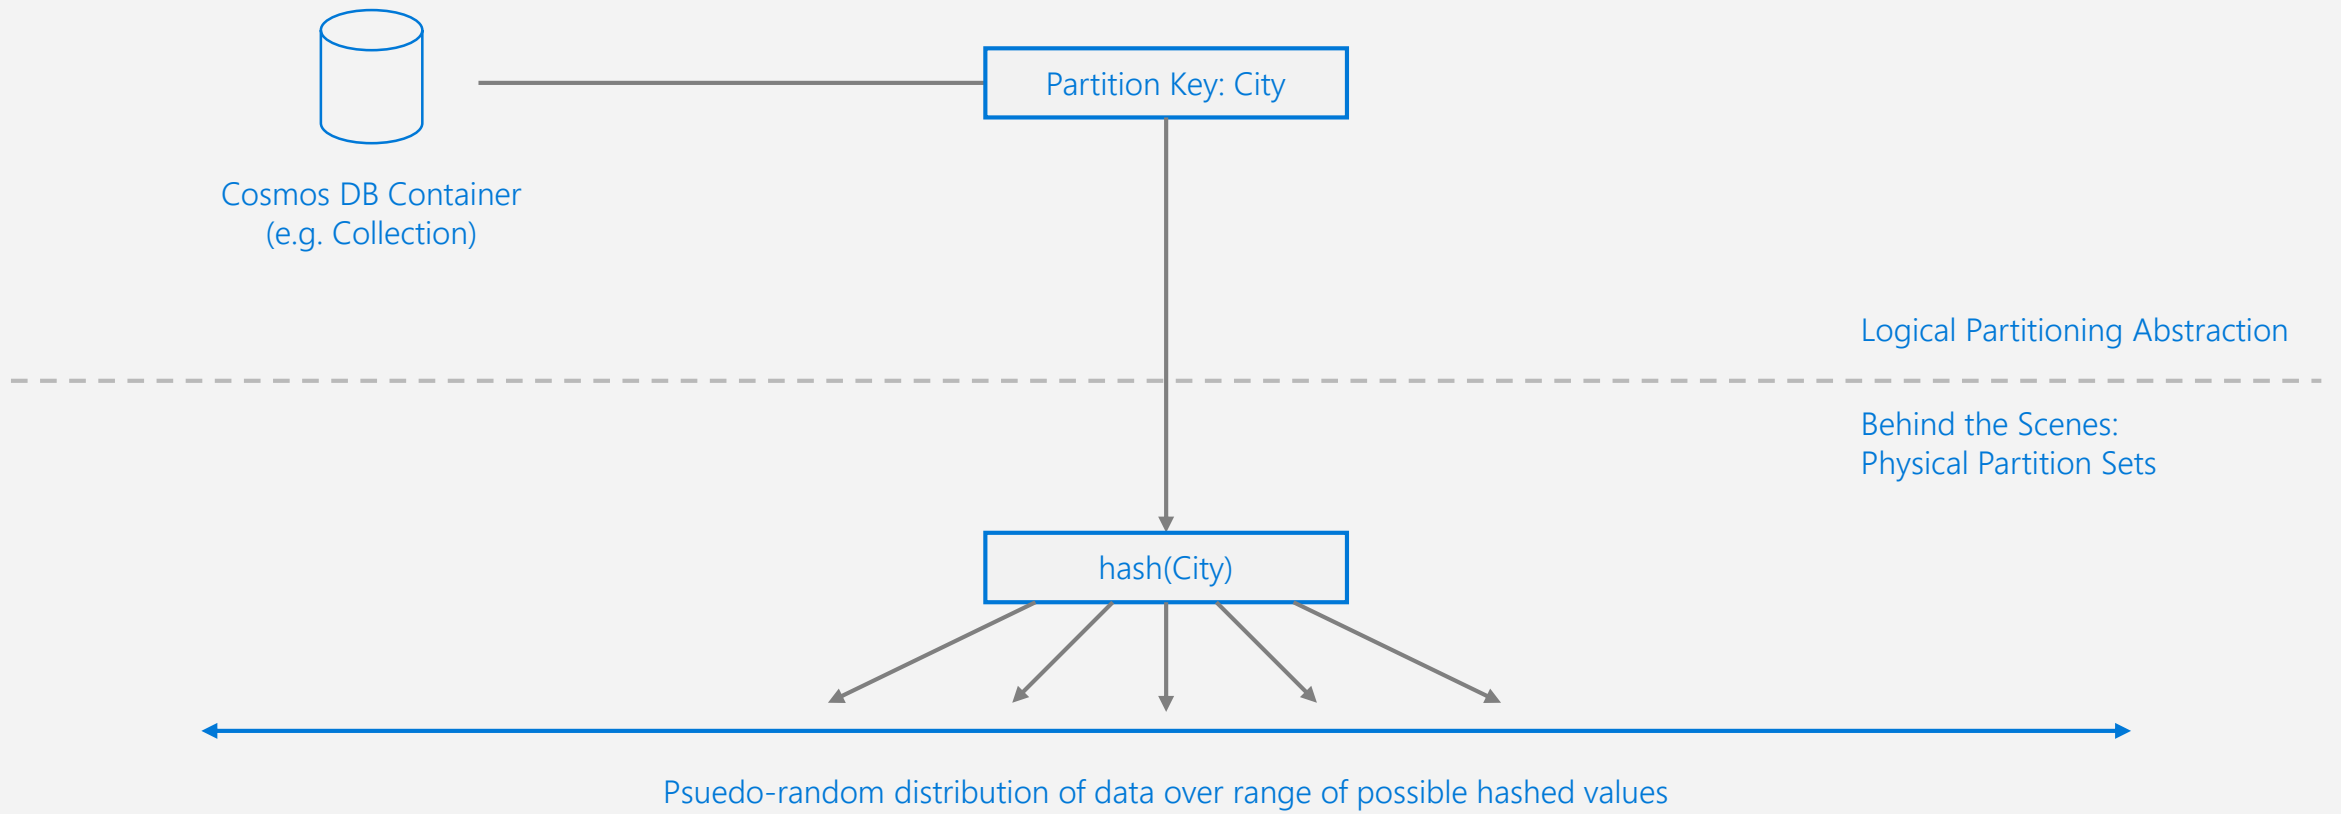 Partition Key: City
Cosmos DB Container
(e.g. Collection)
Logical Partitioning Abstraction
Behind the Scenes:
Physical Partition Sets
hash(City)
Psuedo-random distribution of data over range of possible hashed values